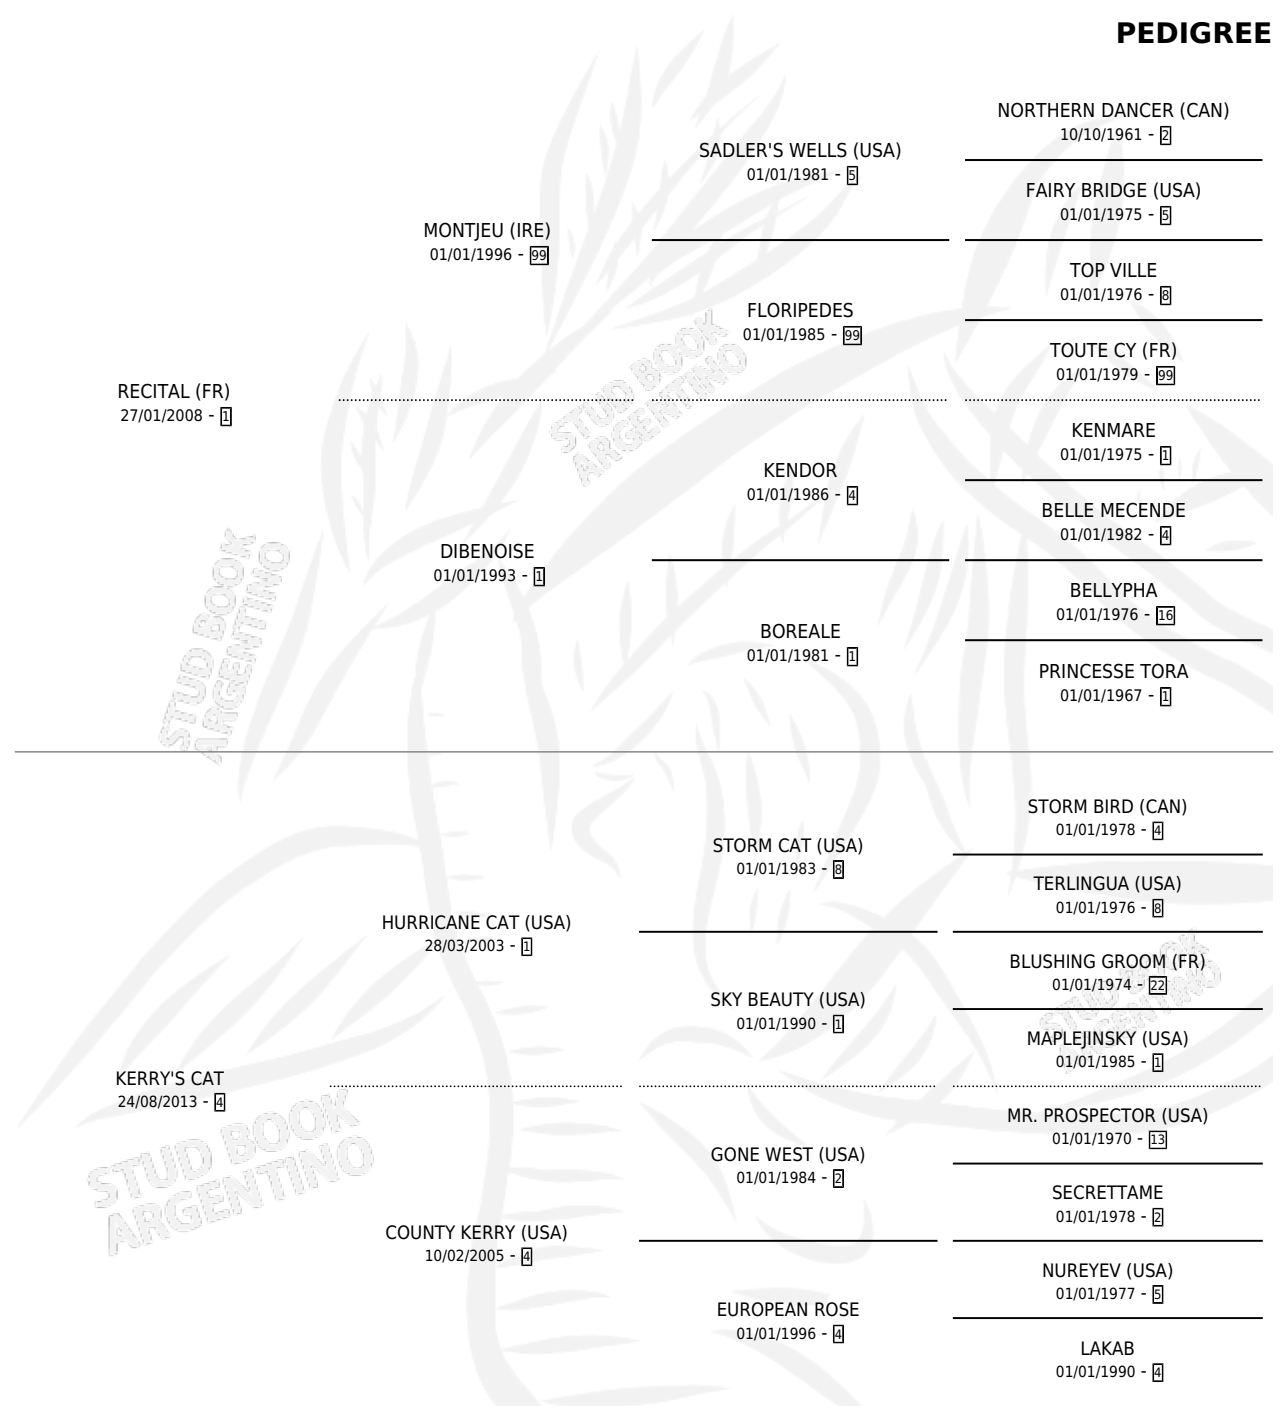 PEDIGREE
NORTHERN DANCER (CAN)
10/10/1961 - 2
SADLER'S WELLS (USA)
01/01/1981 - 5
FAIRY BRIDGE (USA)
01/01/1975 - 5
MONTJEU (IRE)
01/01/1996 - 99
TOP VILLE
01/01/1976 - 8
FLORIPEDES
01/01/1985 - 99
TOUTE CY (FR)
01/01/1979 - 99
RECITAL (FR)
27/01/2008 - 1
KENMARE
01/01/1975 - 1
KENDOR
01/01/1986 - 4
BELLE MECENDE
01/01/1982 - 4
DIBENOISE
01/01/1993 - 1
BELLYPHA
01/01/1976 - 16
BOREALE
01/01/1981 - 1
PRINCESSE TORA
01/01/1967 - 1
STORM BIRD (CAN)
01/01/1978 - 4
STORM CAT (USA)
01/01/1983 - 8
TERLINGUA (USA)
01/01/1976 - 8
HURRICANE CAT (USA)
28/03/2003 - 1
BLUSHING GROOM (FR)
01/01/1974 - 22
SKY BEAUTY (USA)
01/01/1990 - 1
MAPLEJINSKY (USA)
01/01/1985 - 1
KERRY'S CAT
24/08/2013 - 4
MR. PROSPECTOR (USA)
01/01/1970 - 13
GONE WEST (USA)
01/01/1984 - 2
SECRETTAME
01/01/1978 - 2
COUNTY KERRY (USA)
10/02/2005 - 4
NUREYEV (USA)
01/01/1977 - 5
EUROPEAN ROSE
01/01/1996 - 4
LAKAB
01/01/1990 - 4
STUD BOOK
ARGENTINO
STUD BOOK
ARGENTINO
STUD BOOK
ARGENTINO
STUD BOOK
ARGENTINO